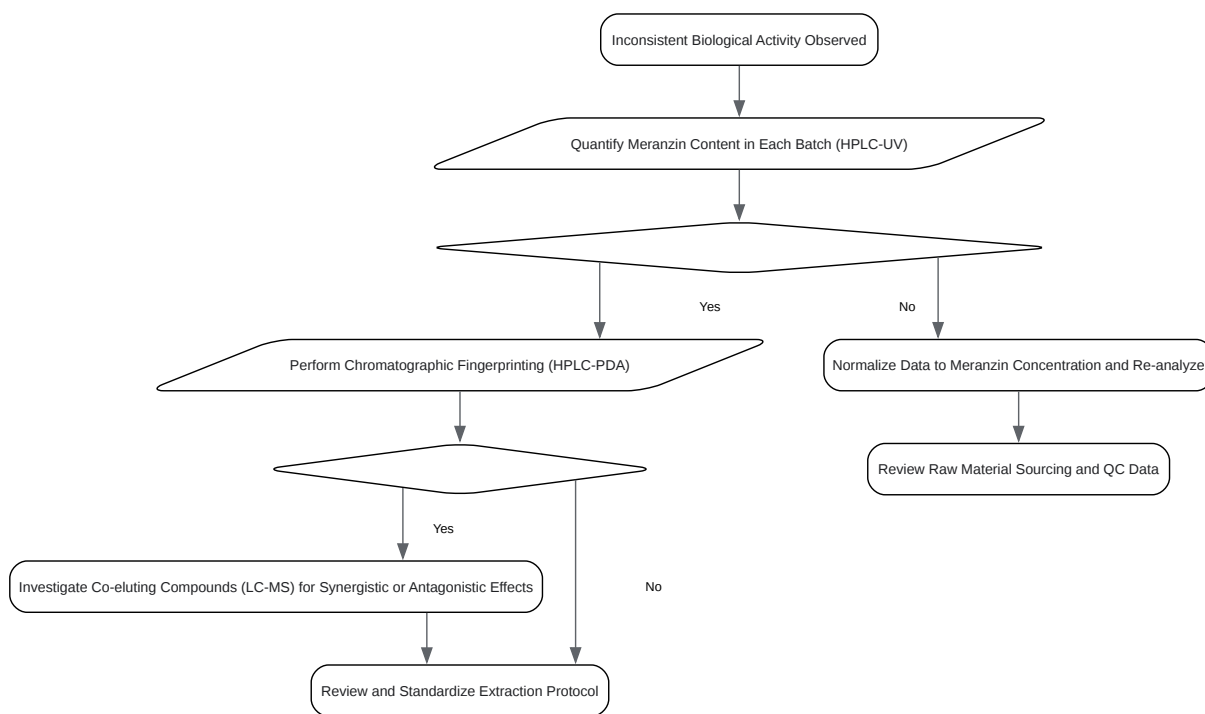 Inconsistent Biological Activity Observed
Quantify Meranzin Content in Each Batch (HPLC-UV)
Yes
No
Perform Chromatographic Fingerprinting (HPLC-PDA)
Normalize Data to Meranzin Concentration and Re-analyze
Review Raw Material Sourcing and QC Data
Yes
Investigate Co-eluting Compounds (LC-MS) for Synergistic or Antagonistic Effects
No
Review and Standardize Extraction Protocol